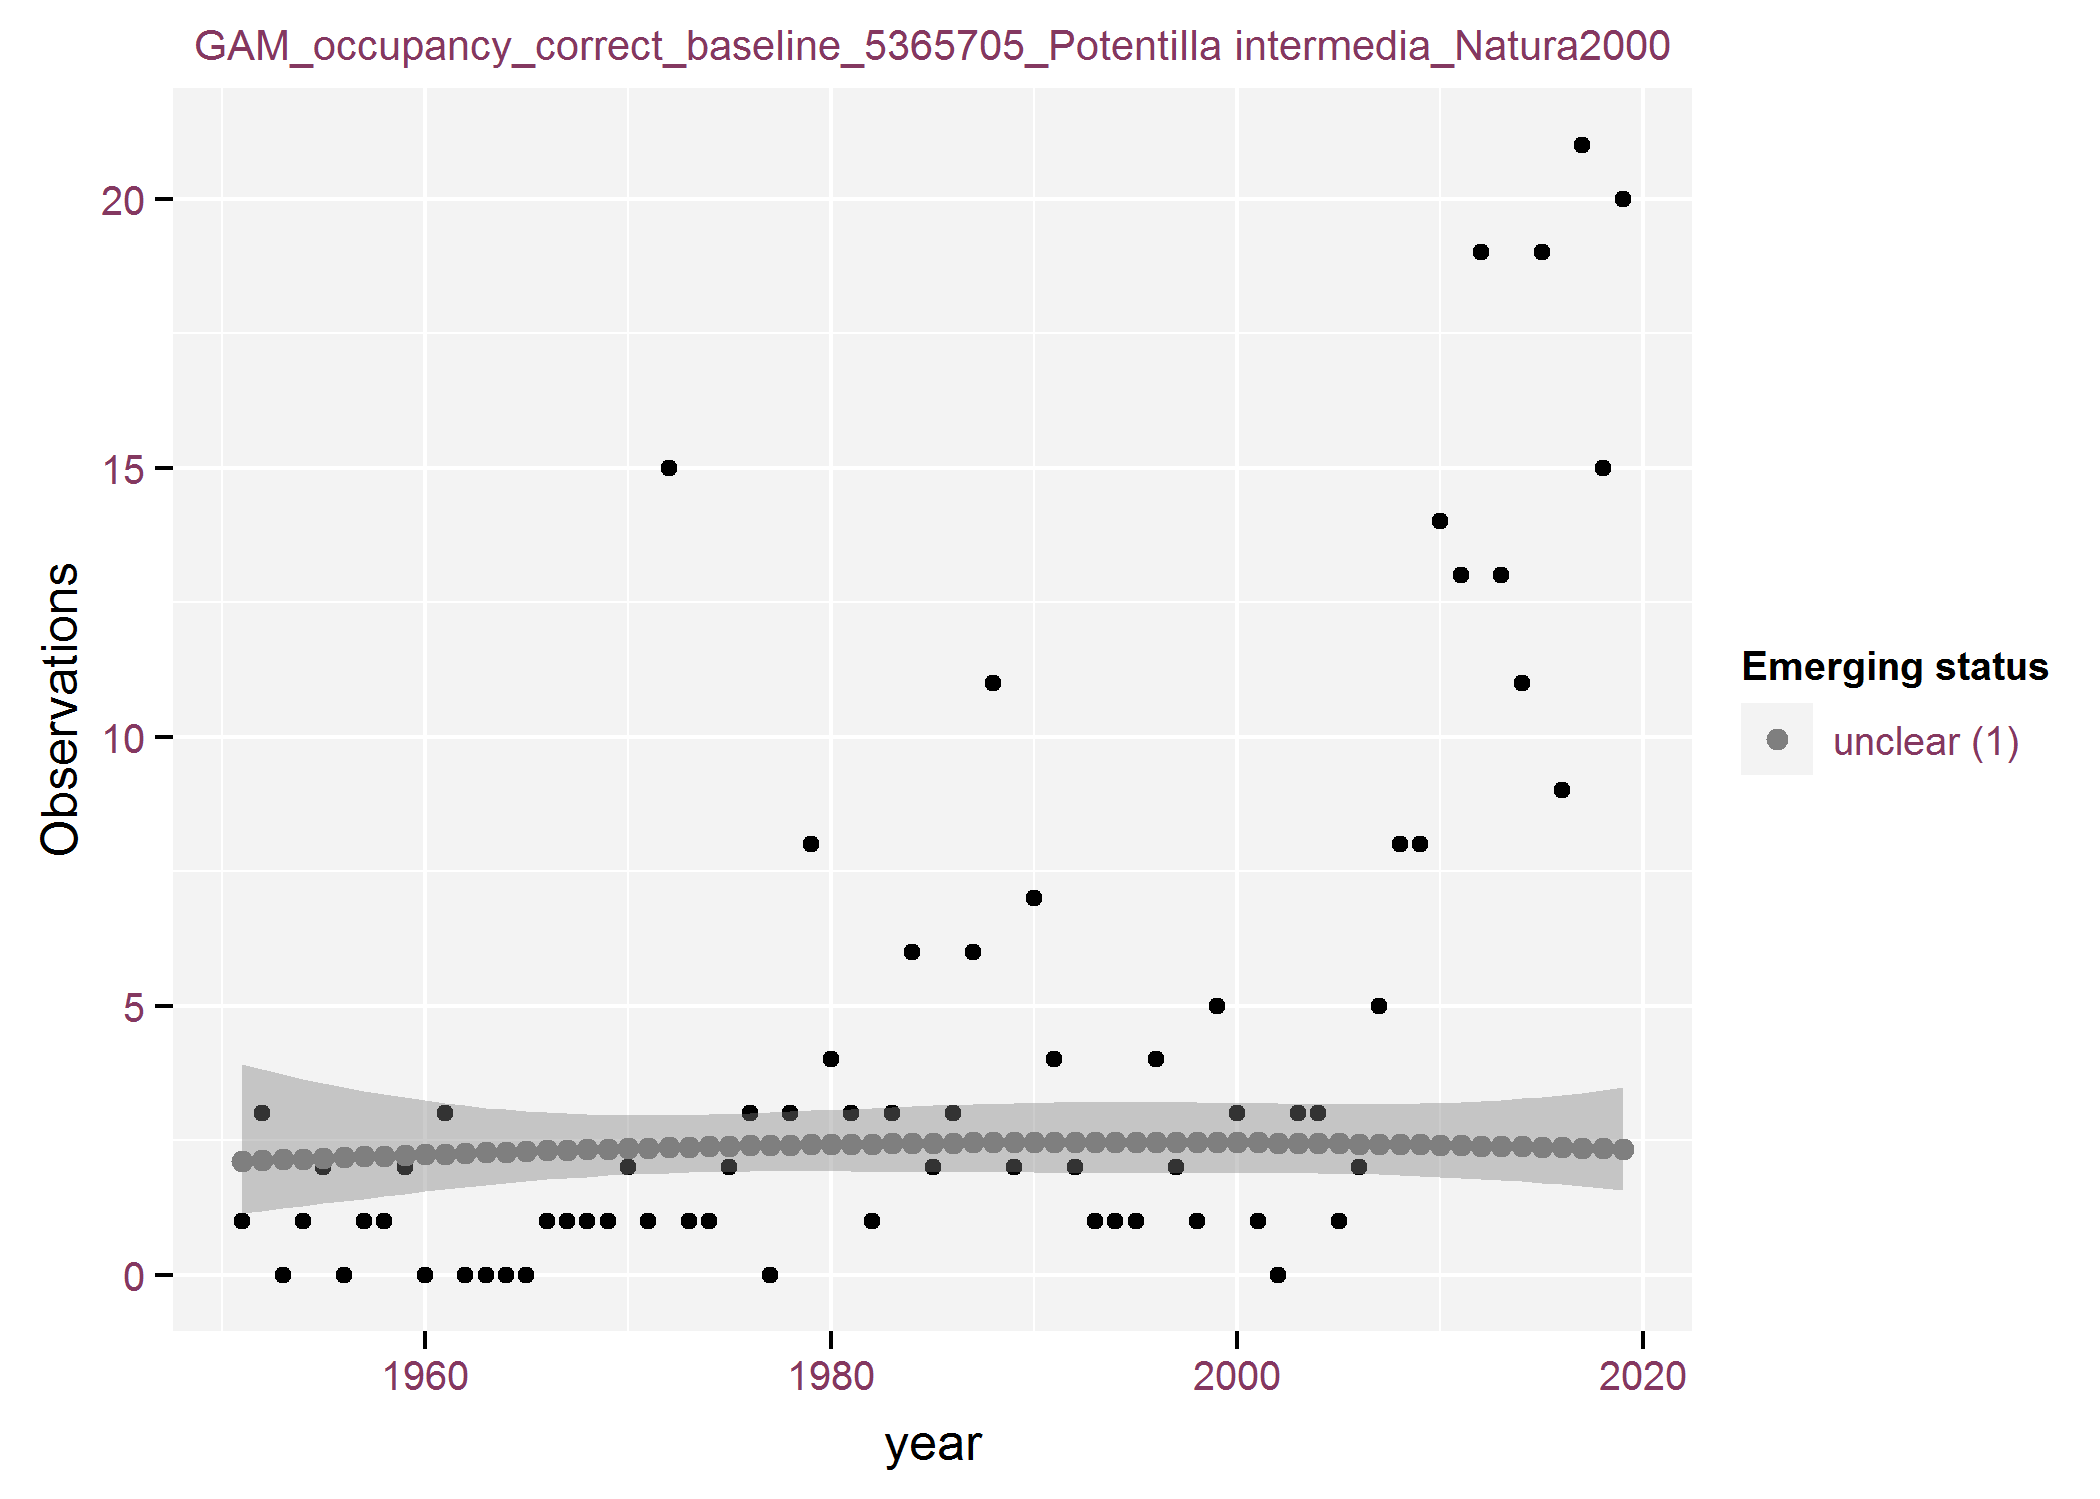 GAM_occupancy_correct_baseline_5365705_Potentilla intermedia_Natura2000
20
15
10
5
0
Observations
1960
1980
2000
2020
year
Emerging status
unclear (1)